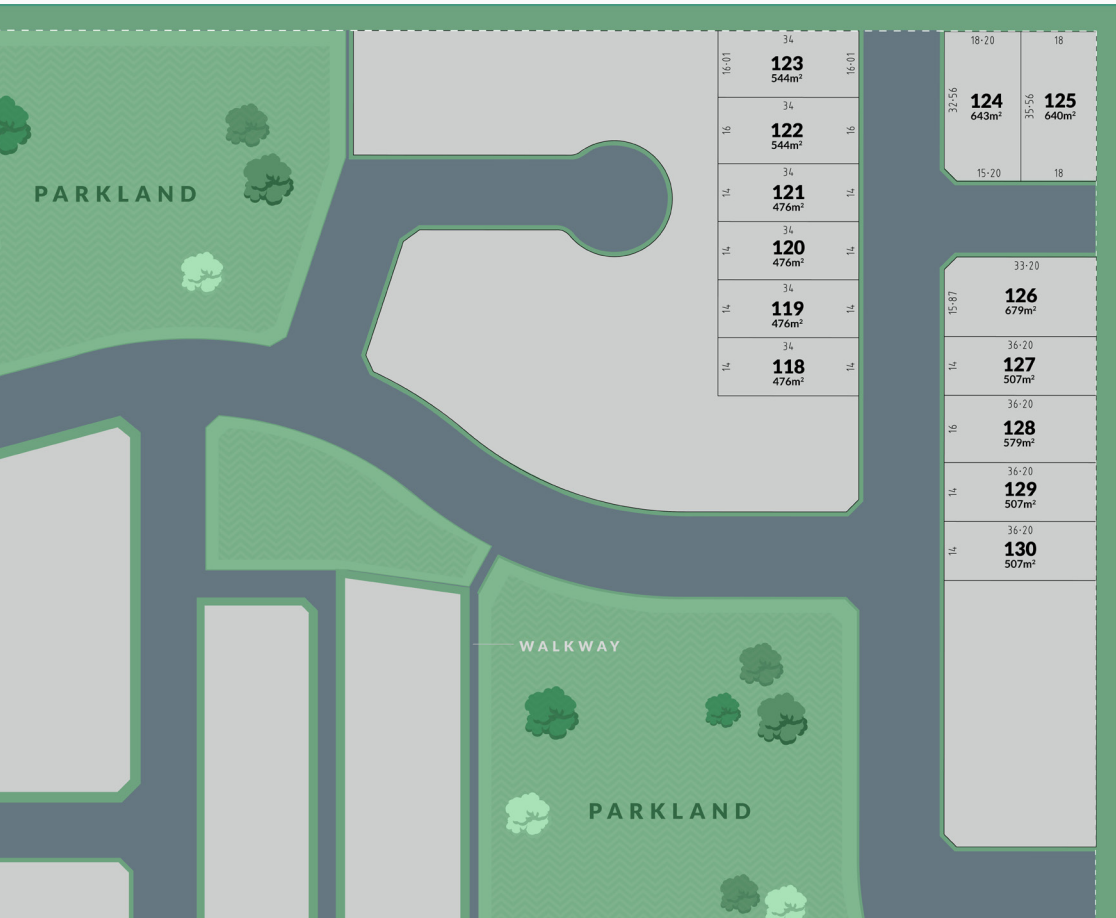 34
16·01
123
544m²
16·01
34
16
122
544m²
16
34
14
121
476m²
14
34
14
120
476m²
14
34
14
119
476m²
14
34
14
118
476m²
14
18·20
32·56
124
643m²
15·20
18
35·56
125
640m²
18
33·20
15·87
126
679m²
36·20
14
127
507m²
36·20
16
128
579m²
36·20
14
129
507m²
36·20
14
130
507m²
PARKLAND
WALKWAY
PARKLAND